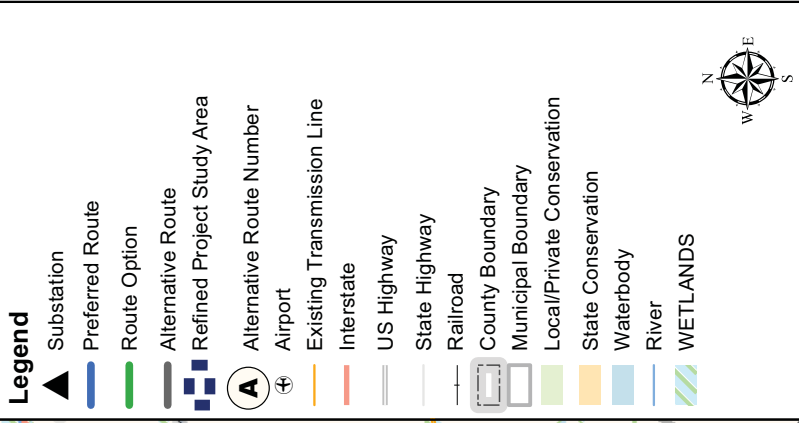 Legend
Substation
Preferred Route
Route Option
Alternative Route
Refined Project Study Area
A
Alternative Route Number
Airport
Existing Transmission Line
Interstate
US Highway
State Highway
Railroad
County Boundary
Municipal Boundary
Local/Private Conservation
State Conservation
Waterbody
River
WETLANDS
N
E
S
W